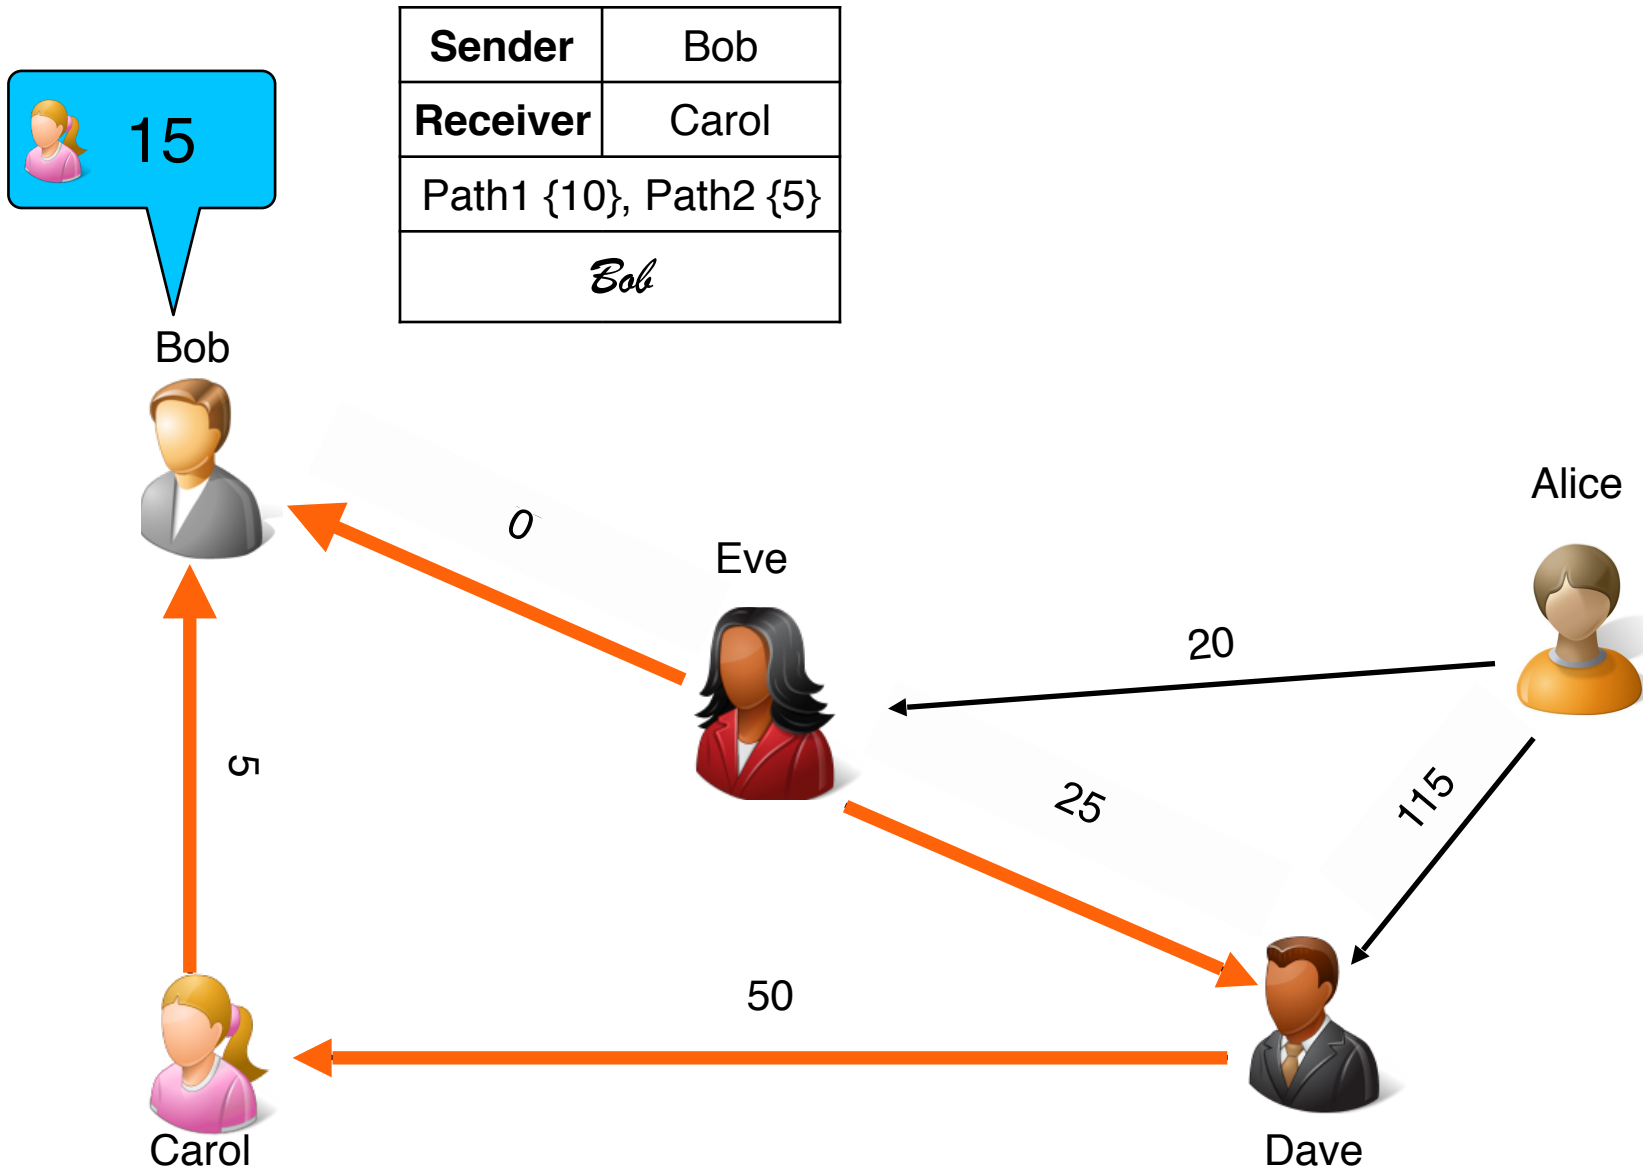 Sender Bob
Receiver Carol
Path1 {10}, Path2 {5}
Bob
15
Bob
Alice
0
Eve
20
5
25
115
50
Carol
Dave